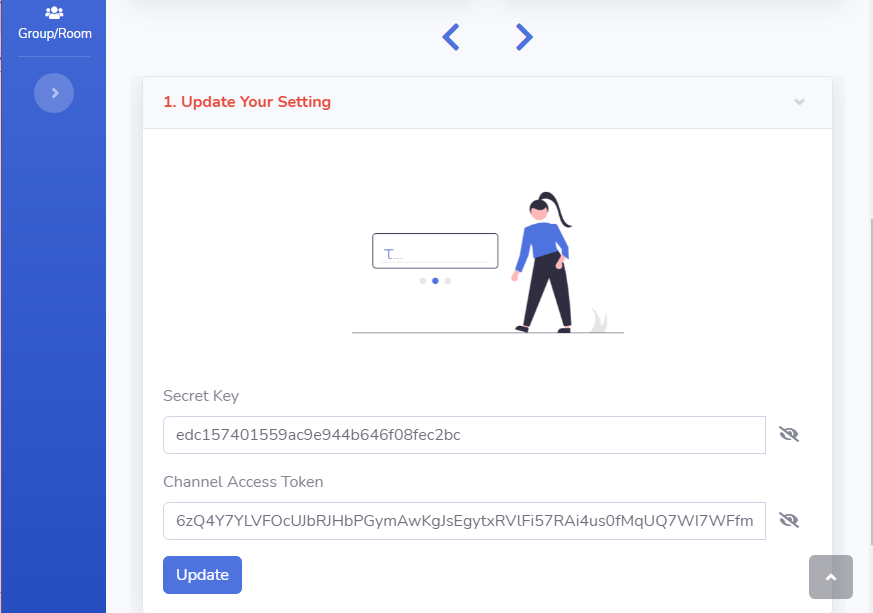 Group/Room
1. Update Your Setting
T...
Secret Key
edc157401559ac9e944b646f08fec2bc
Channel Access Token
6zQ4Y7YLVFOcUJbRJHbPGymAwKgJsEgytxRVlFi57RAi4us0fMqUQ7WI7WFfm
Update